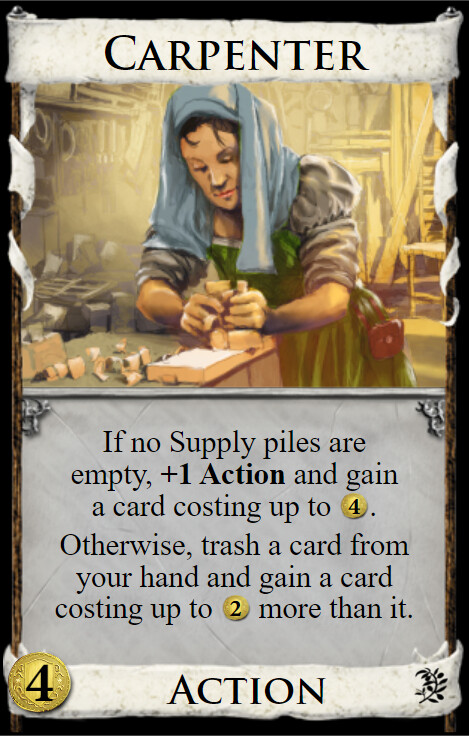 CARPENTER
If no Supply piles are
empty, +1 Action and gain
a card costing up to 4.
Otherwise, trash a card from
your hand and gain a card
costing up to 2 more than it.
4
ACTION